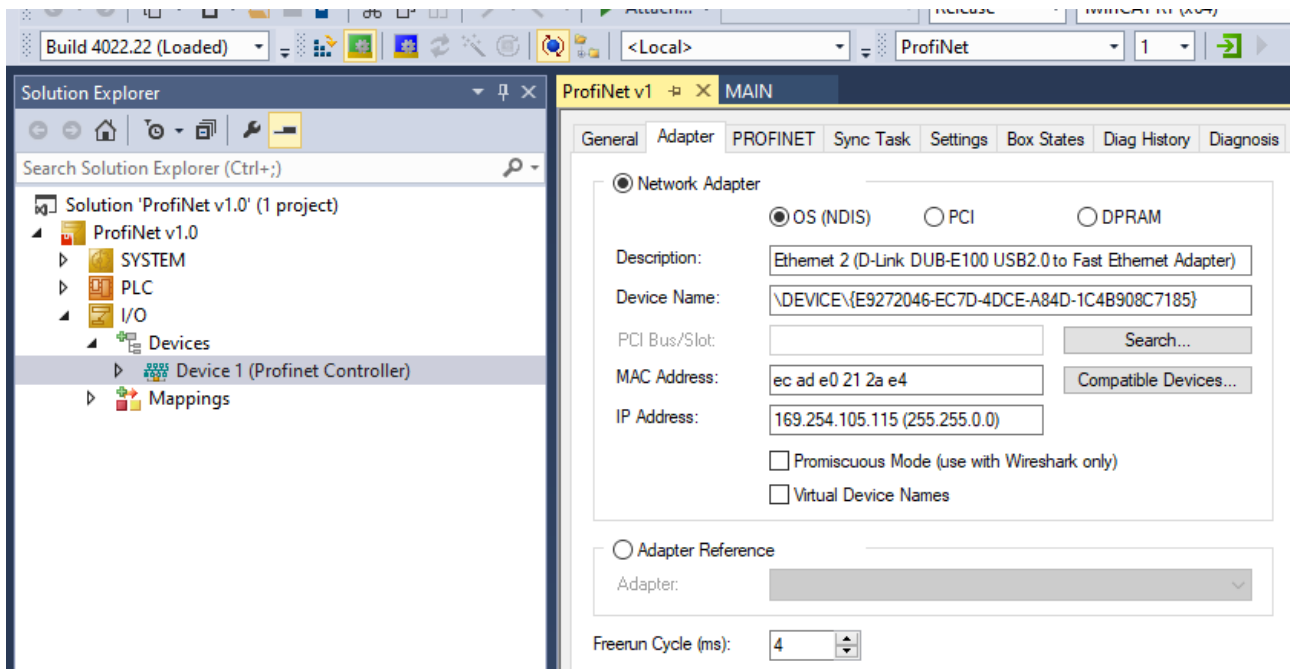 Attach...
Release
TwinCAT RT (x64)
Build 4022.22 (Loaded)
<Local>
ProfiNet
1
Solution Explorer
Search Solution Explorer (Ctrl+;)
Solution 'ProfiNet v1.0' (1 project)
ProfiNet v1.0
SYSTEM
PLC
I/O
Devices
Device 1 (Profinet Controller)
Mappings
ProfiNet v1 MAIN
General Adapter PROFINET Sync Task Settings Box States Diag History Diagnosis
Network Adapter
OS (NDIS) PCI DPRAM
Description: Ethernet 2 (D-Link DUB-E100 USB2.0 to Fast Ethernet Adapter)
Device Name: \DEVICE\{E9272046-EC7D-4DCE-A84D-1C4B908C7185}
PCI Bus/Slot: Search...
MAC Address: ec ad e0 21 2a e4 Compatible Devices...
IP Address: 169.254.105.115 (255.255.0.0)
Promiscuous Mode (use with Wireshark only)
Virtual Device Names
Adapter Reference
Adapter:
Freerun Cycle (ms): 4